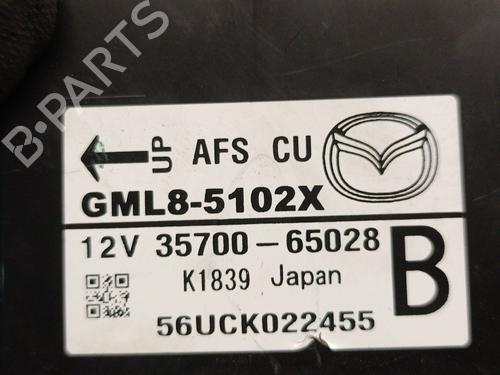 B-PARTS
UP AFS CU
GML8-5102X
12V 35700-65028
K1839 Japan
B
56UCK022455